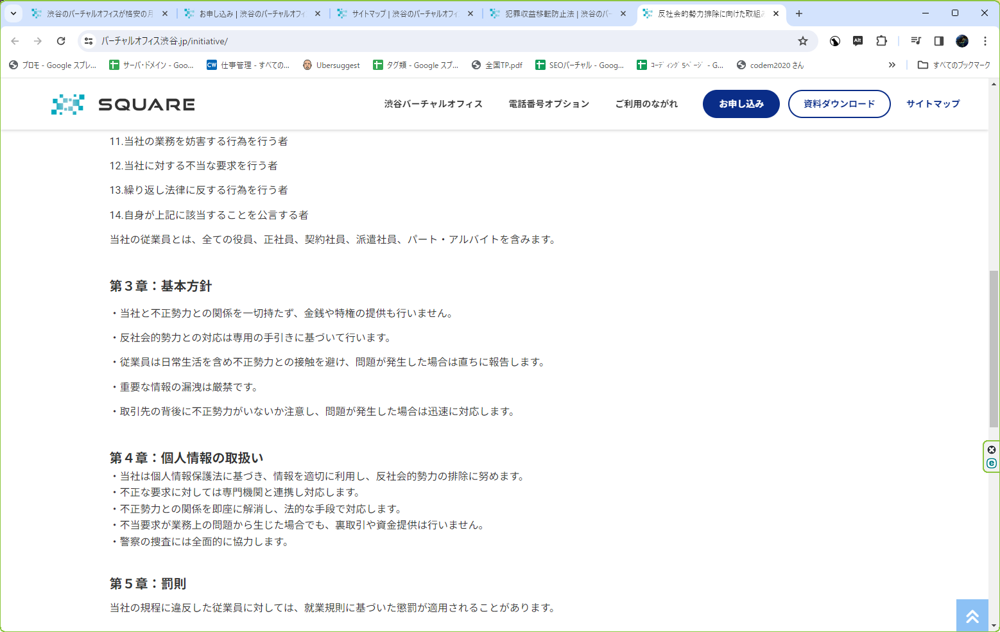 渋谷のバーチャルオフィスが格安の月
お申し込み | 渋谷のバーチャルオフィ
サイトマップ | 渋谷のバーチャルオフィ
犯罪収益移転防止法 | 渋谷のバー
反社会的勢力排除に向けた取組み
バーチャルオフィス渋谷.jp/initiative/
プロモ - Google スプレ...
サーバ・ドメイン - Goo...
CW 仕事管理 - すべての...
Ubersuggest
タグ類 - Google スプ...
全国TP.pdf
SEOバーチャル - Goog...
コーディング 5ページ - G...
codem2020 さん
»
すべてのブックマーク
SQUARE
渋谷バーチャルオフィス
電話番号オプション
ご利用のながれ
お申し込み
資料ダウンロード
サイトマップ
11.当社の業務を妨害する行為を行う者
12.当社に対する不当な要求を行う者
13.繰り返し法律に反する行為を行う者
14.自身が上記に該当することを公言する者
当社の従業員とは、全ての役員、正社員、契約社員、派遣社員、パート・アルバイトを含みます。
第３章：基本方針
・当社と不正勢力との関係を一切持たず、金銭や特権の提供も行いません。
・反社会的勢力との対応は専用の手引きに基づいて行います。
・従業員は日常生活を含め不正勢力との接触を避け、問題が発生した場合は直ちに報告します。
・重要な情報の漏洩は厳禁です。
・取引先の背後に不正勢力がいないか注意し、問題が発生した場合は迅速に対応します。
第４章：個人情報の取扱い
・当社は個人情報保護法に基づき、情報を適切に利用し、反社会的勢力の排除に努めます。
・不正な要求に対しては専門機関と連携し対応します。
・不正勢力との関係を即座に解消し、法的な手段で対応します。
・不当要求が業務上の問題から生じた場合でも、裏取引や資金提供は行いません。
・警察の捜査には全面的に協力します。
第５章：罰則
当社の規程に違反した従業員に対しては、就業規則に基づいた懲罰が適用されることがあります。